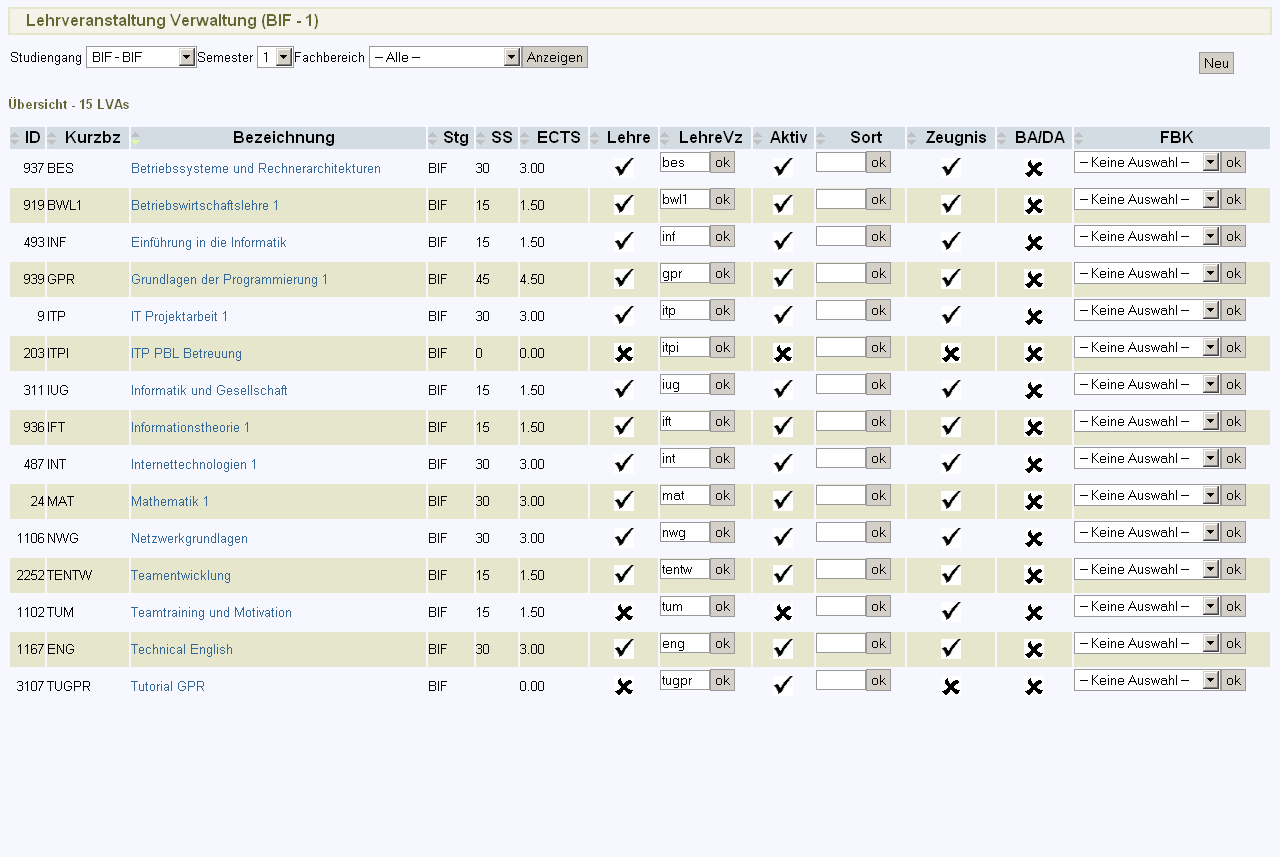 Lehrveranstaltung Verwaltung (BIF - 1)
Studiengang BIF - BIF Semester 1 Fachbereich -- Alle -- Anzeigen
Neu
Übersicht - 15 LVAs
ID Kurzbz Bezeichnung Stg SS ECTS Lehre LehreVz Aktiv Sort Zeugnis BA/DA FBK
937 BES Betriebssysteme und Rechnerarchitekturen BIF 30 3.00 bes ok ok -- Keine Auswahl -- ok
919 BWL1 Betriebswirtschaftslehre 1 BIF 15 1.50 bwl1 ok ok -- Keine Auswahl -- ok
493 INF Einführung in die Informatik BIF 15 1.50 inf ok ok -- Keine Auswahl -- ok
939 GPR Grundlagen der Programmierung 1 BIF 45 4.50 gpr ok ok -- Keine Auswahl -- ok
9 ITP IT Projektarbeit 1 BIF 30 3.00 itp ok ok -- Keine Auswahl -- ok
203 ITPI ITP PBL Betreuung BIF 0 0.00 itpi ok ok -- Keine Auswahl -- ok
311 IUG Informatik und Gesellschaft BIF 15 1.50 iug ok ok -- Keine Auswahl -- ok
936 IFT Informationstheorie 1 BIF 15 1.50 ift ok ok -- Keine Auswahl -- ok
487 INT Internettechnologien 1 BIF 30 3.00 int ok ok -- Keine Auswahl -- ok
24 MAT Mathematik 1 BIF 30 3.00 mat ok ok -- Keine Auswahl -- ok
1106 NWG Netzwerkgrundlagen BIF 30 3.00 nwg ok ok -- Keine Auswahl -- ok
2252 TENTW Teamentwicklung BIF 15 1.50 tentw ok ok -- Keine Auswahl -- ok
1102 TUM Teamtraining und Motivation BIF 15 1.50 tum ok ok -- Keine Auswahl -- ok
1167 ENG Technical English BIF 30 3.00 eng ok ok -- Keine Auswahl -- ok
3107 TUGPR Tutorial GPR BIF 0.00 tugpr ok ok -- Keine Auswahl -- ok